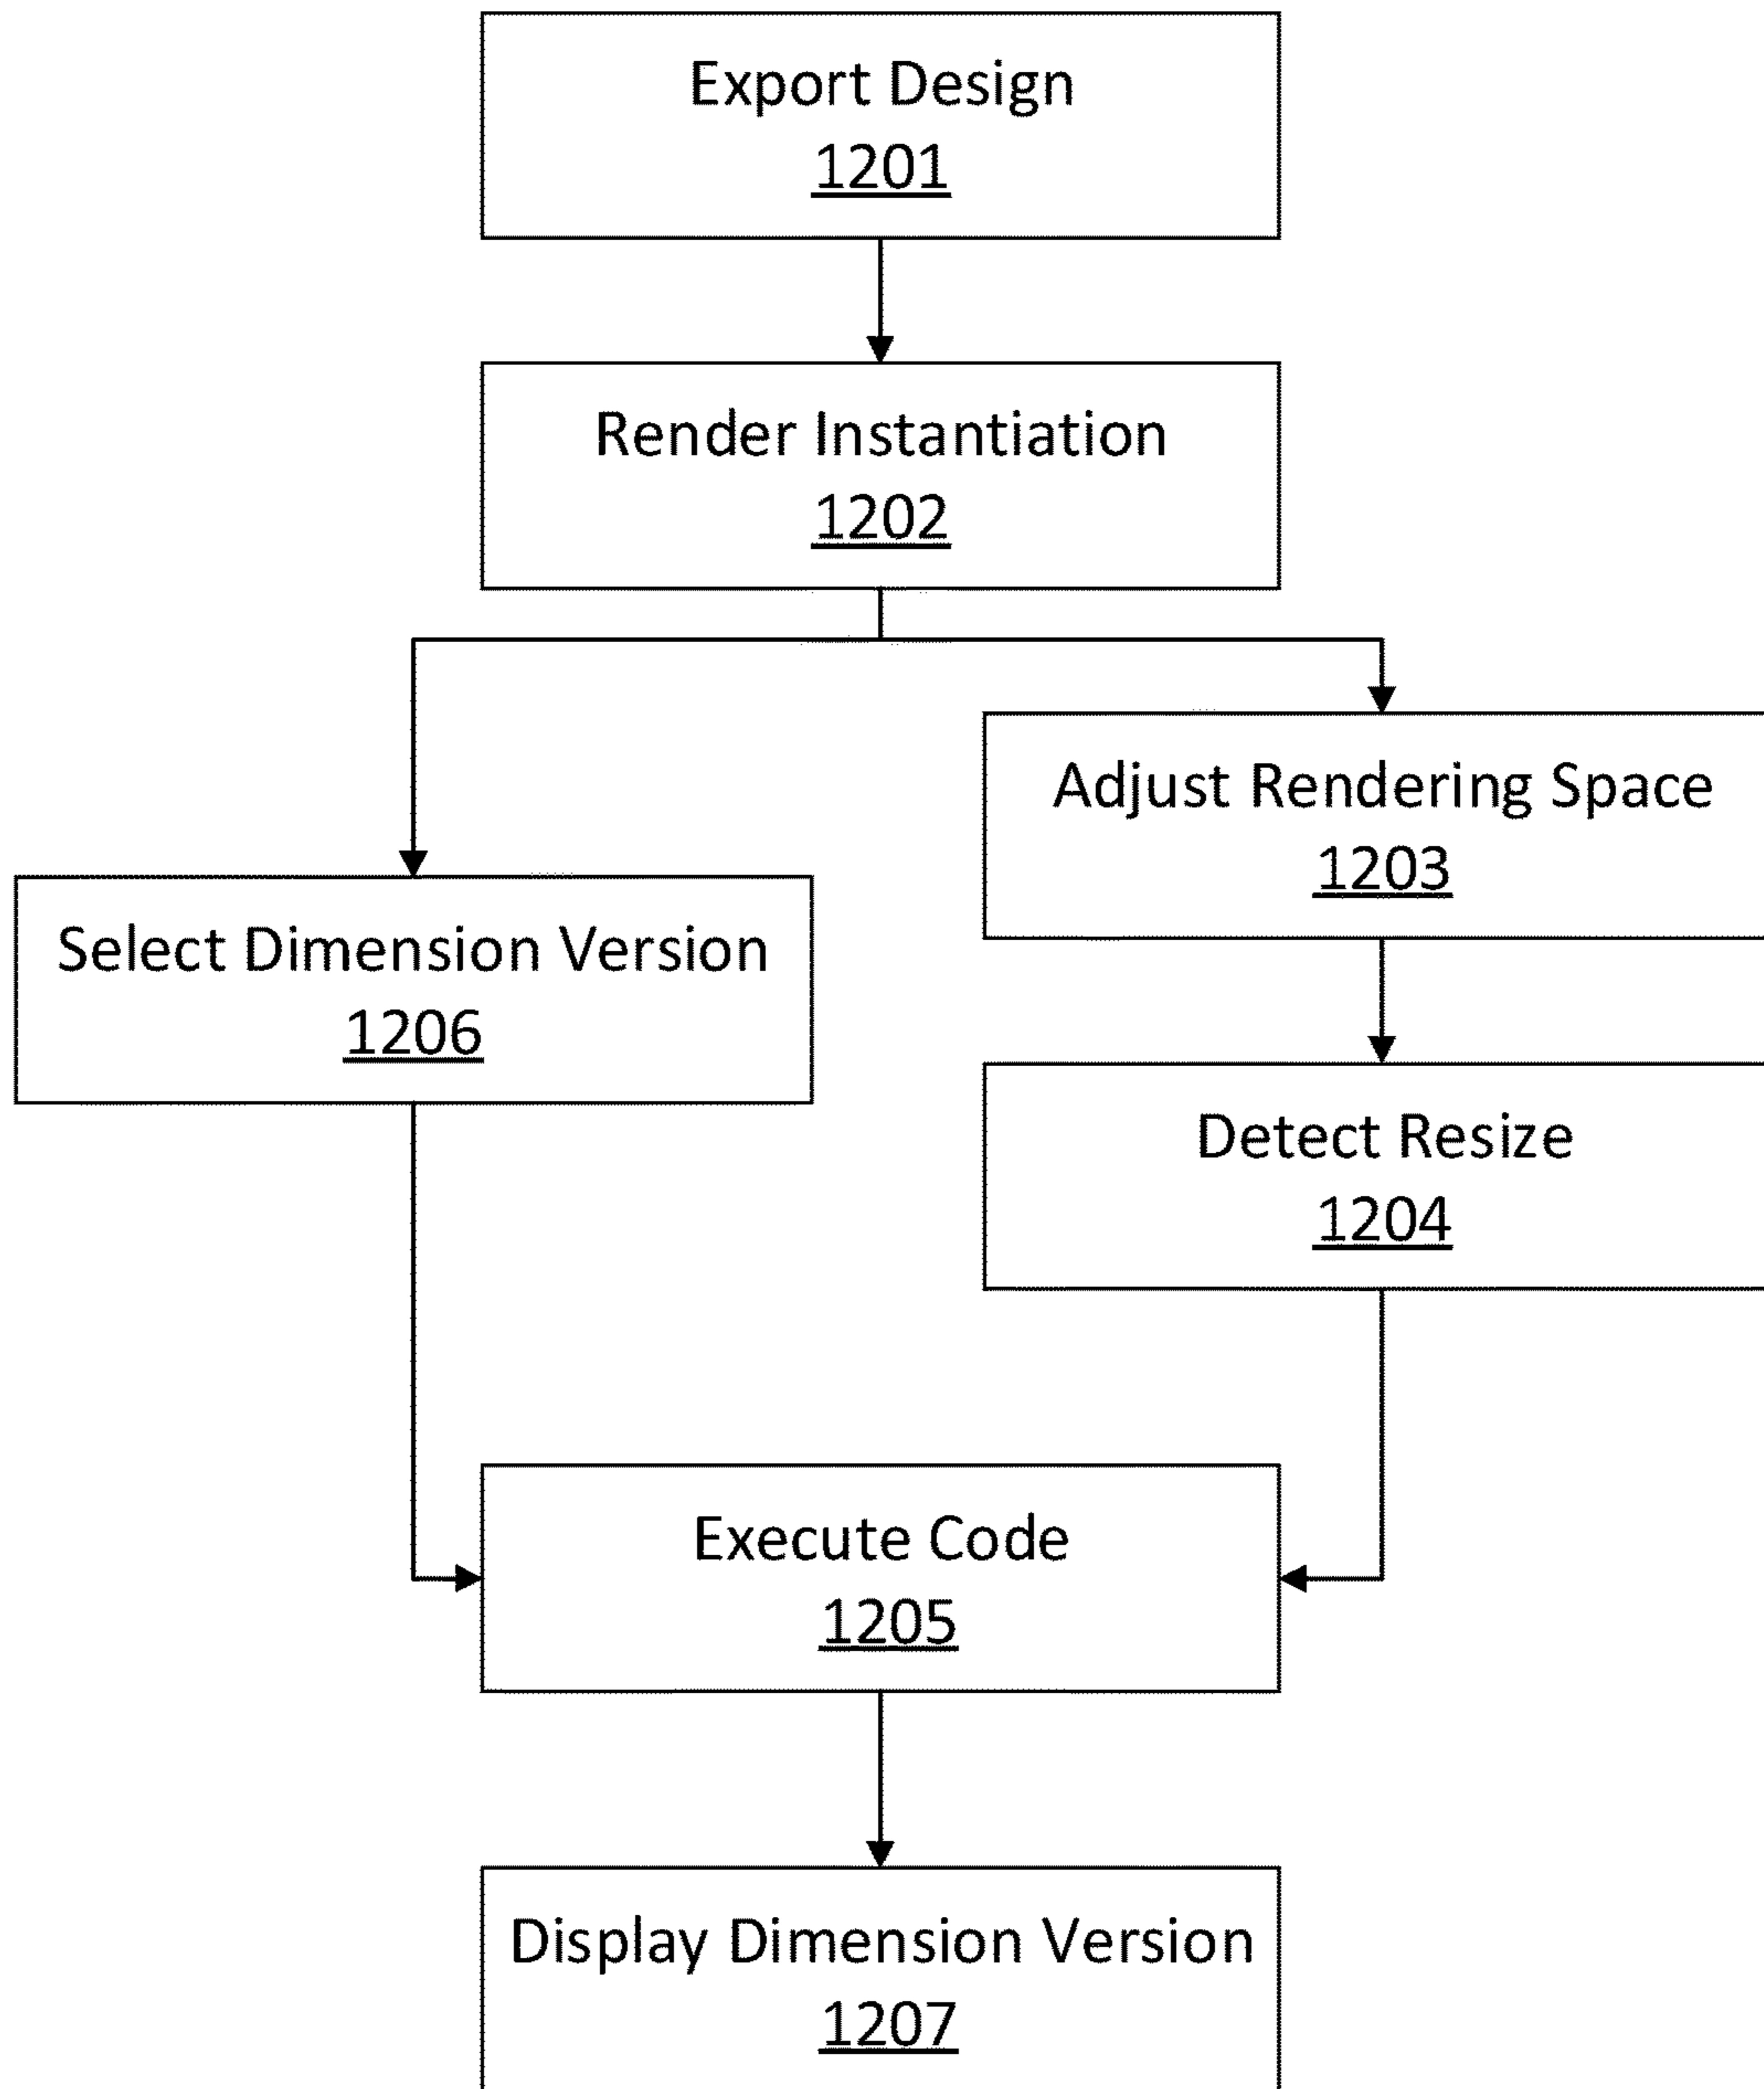 Export Design
1201
Render Instantiation
1202
Adjust Rendering Space
1203
Select Dimension Version
1206
Detect Resize
1204
Execute Code
1205
Display Dimension Version
1207